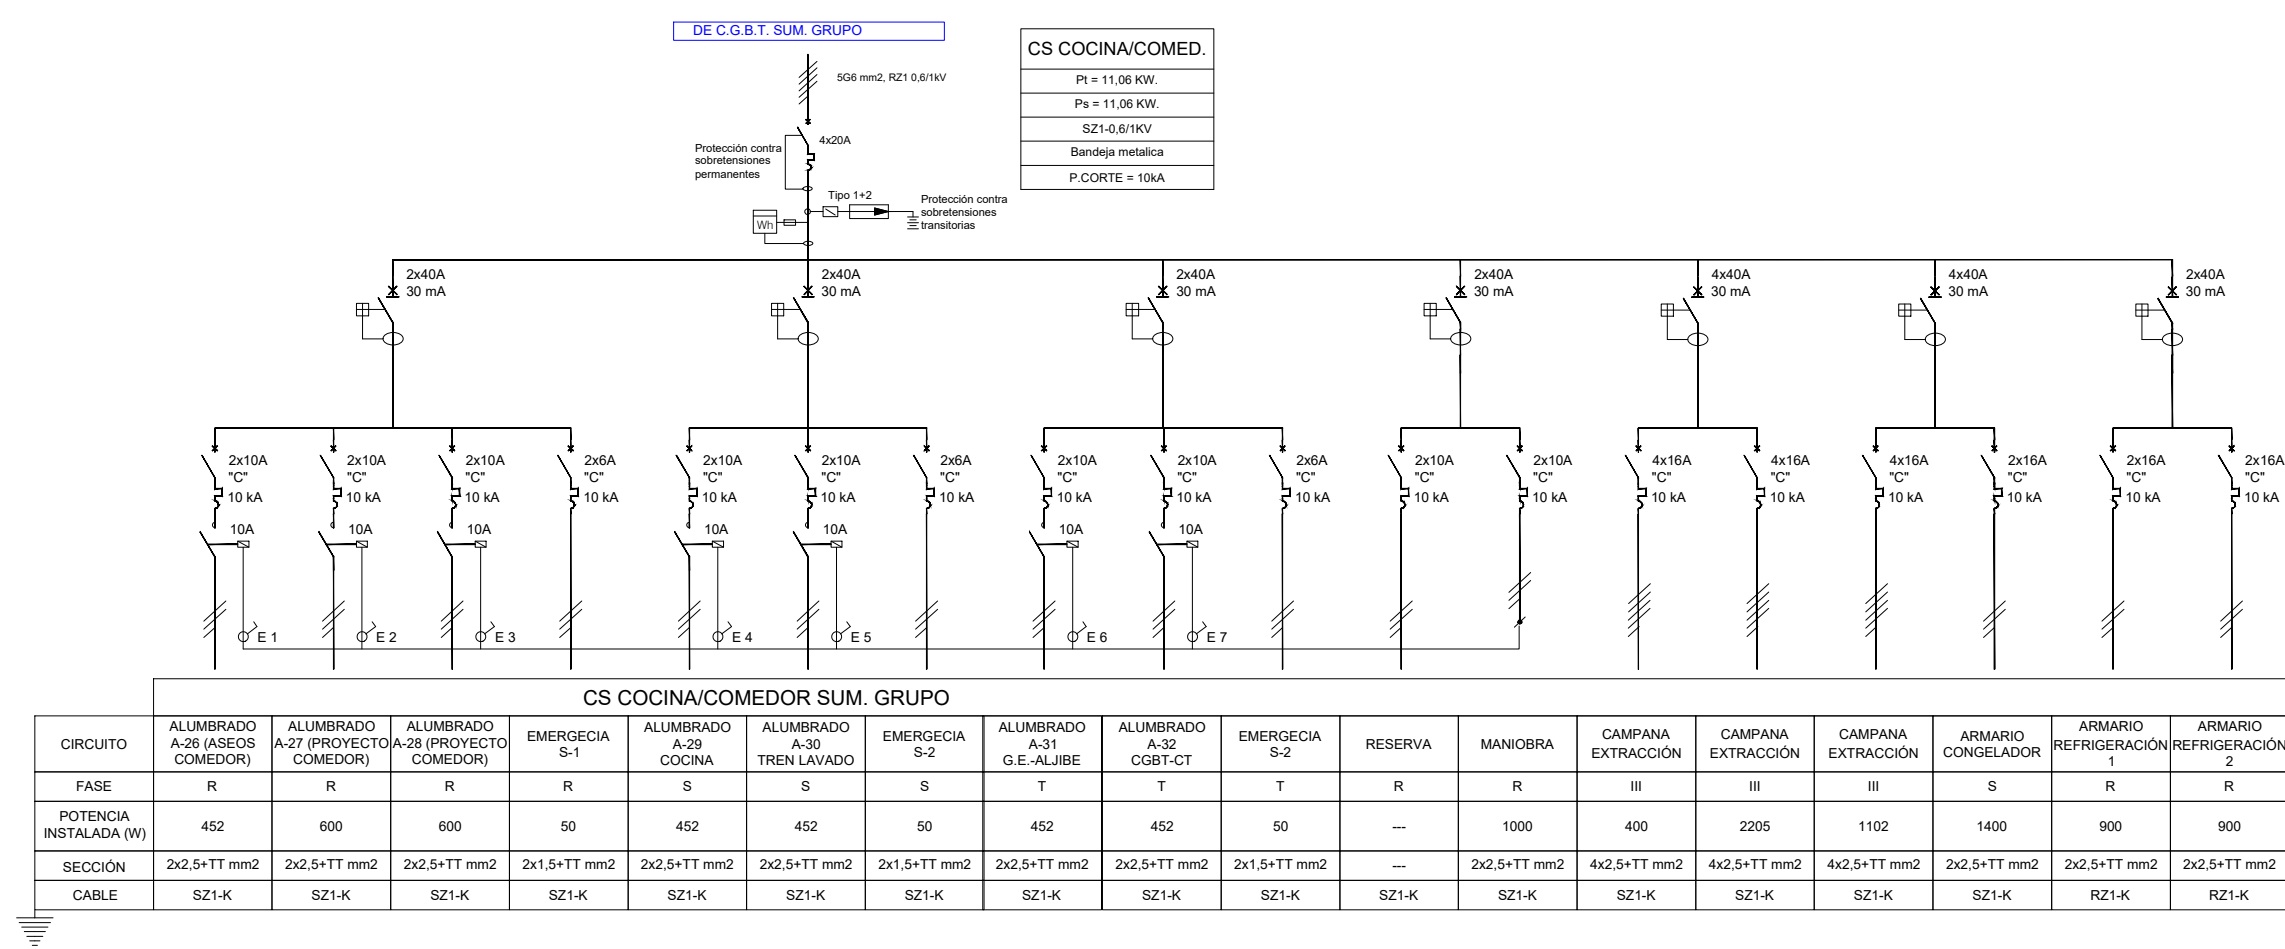 DE C.G.B.T. SUM. GRUPO
5G6 mm2, RZ1 0,6/1kV
4x20A
Protección contra
sobretensiones
permanentes
Tipo 1+2
Protección contra
sobretensiones
transitorias
Wh
CS COCINA/COMED.
Pt = 11,06 KW.
Ps = 11,06 KW.
SZ1-0,6/1KV
Bandeja metalica
P.CORTE = 10kA
2x40A 2x40A 2x40A 2x40A 4x40A 4x40A 2x40A
30 mA 30 mA 30 mA 30 mA 30 mA 30 mA 30 mA
2x10A 2x10A 2x10A 2x6A 2x10A 2x10A 2x6A 2x10A 2x10A 2x6A 2x10A 2x10A 4x16A 4x16A 4x16A 2x16A 2x16A 2x16A
"C" "C" "C" "C" "C" "C" "C" "C" "C" "C" "C" "C" "C" "C" "C" "C" "C" "C"
10 kA 10 kA 10 kA 10 kA 10 kA 10 kA 10 kA 10 kA 10 kA 10 kA 10 kA 10 kA 10 kA 10 kA 10 kA 10 kA 10 kA 10 kA
10A 10A 10A 10A 10A 10A 10A
E 1 E 2 E 3 E 4 E 5 E 6 E 7
CS COCINA/COMEDOR SUM. GRUPO
CIRCUITO
ALUMBRADO
A-26 (ASEOS
COMEDOR)
ALUMBRADO
A-27 (PROYECTO
COMEDOR)
ALUMBRADO
A-28 (PROYECTO
COMEDOR)
EMERGECIA
S-1
ALUMBRADO
A-29
COCINA
ALUMBRADO
A-30
TREN LAVADO
EMERGECIA
S-2
ALUMBRADO
A-31
G.E.-ALJIBE
ALUMBRADO
A-32
CGBT-CT
EMERGECIA
S-2
RESERVA
MANIOBRA
CAMPANA
EXTRACCIÓN
CAMPANA
EXTRACCIÓN
CAMPANA
EXTRACCIÓN
ARMARIO
CONGELADOR
ARMARIO
REFRIGERACIÓN
1
ARMARIO
REFRIGERACIÓN
2
FASE R R R R S S S T T T R R III III III S R R
POTENCIA
INSTALADA (W)
452 600 600 50 452 452 50 452 452 50 --- 1000 400 2205 1102 1400 900 900
SECCIÓN 2x2,5+TT mm2 2x2,5+TT mm2 2x2,5+TT mm2 2x1,5+TT mm2 2x2,5+TT mm2 2x2,5+TT mm2 2x1,5+TT mm2 2x2,5+TT mm2 2x2,5+TT mm2 2x1,5+TT mm2 --- 2x2,5+TT mm2 4x2,5+TT mm2 4x2,5+TT mm2 4x2,5+TT mm2 2x2,5+TT mm2 2x2,5+TT mm2 2x2,5+TT mm2
CABLE SZ1-K SZ1-K SZ1-K SZ1-K SZ1-K SZ1-K SZ1-K SZ1-K SZ1-K SZ1-K SZ1-K SZ1-K SZ1-K SZ1-K SZ1-K SZ1-K RZ1-K RZ1-K